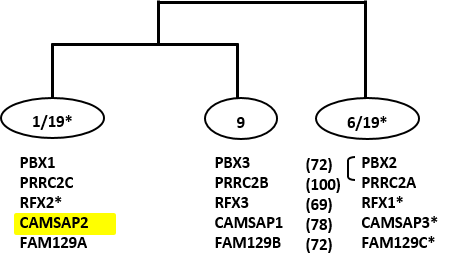 1/19* 9 6/19*
PBX1 PBX3 (72) PBX2
PRRC2C PRRC2B (100) PRRC2A
RFX2* RFX3 (69) RFX1*
CAMSAP2 CAMSAP1 (78) CAMSAP3*
FAM129A FAM129B (72) FAM129C*